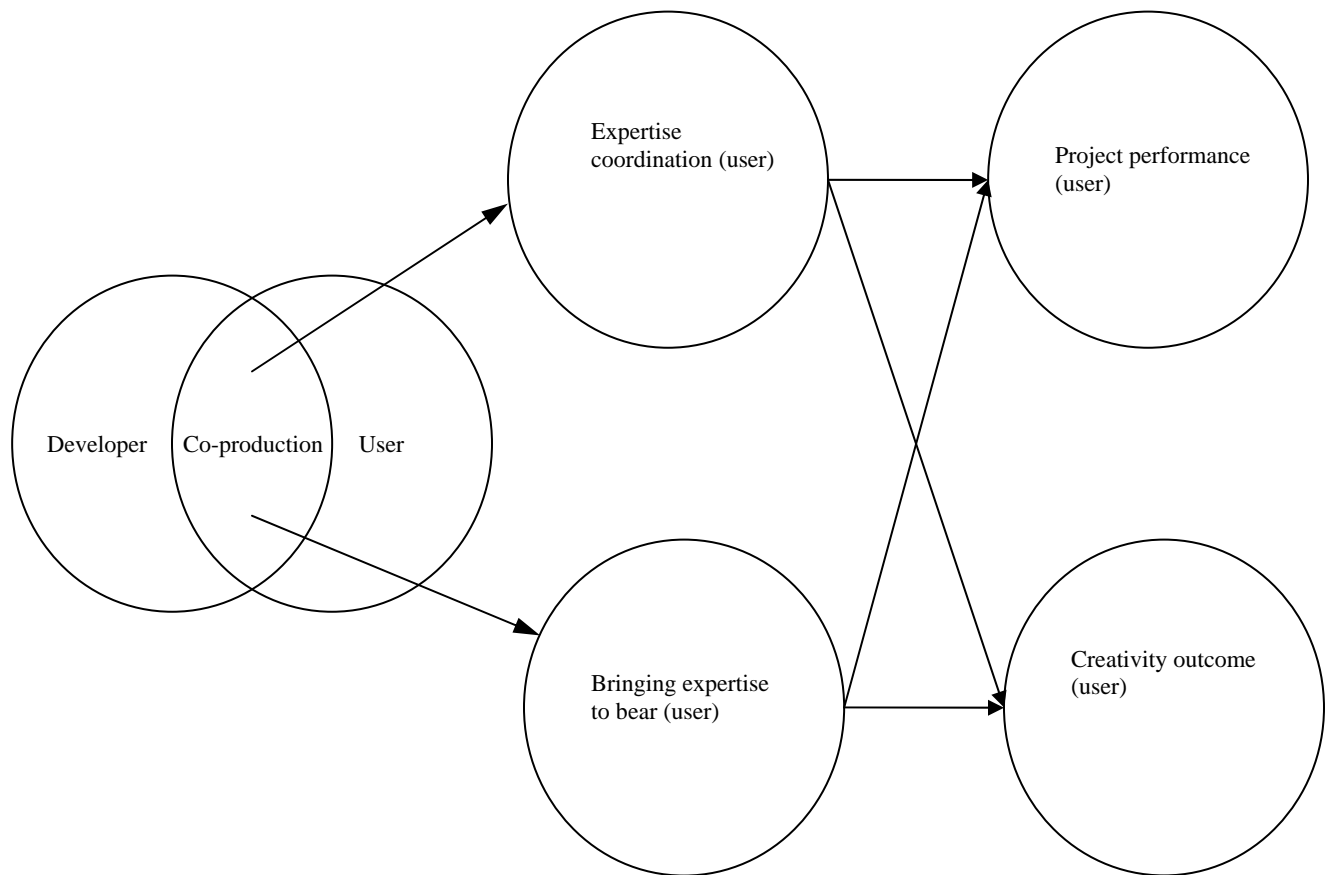 Expertise
coordination (user)
Project performance
(user)
Developer
Co-production
User
Bringing expertise
to bear (user)
Creativity outcome
(user)